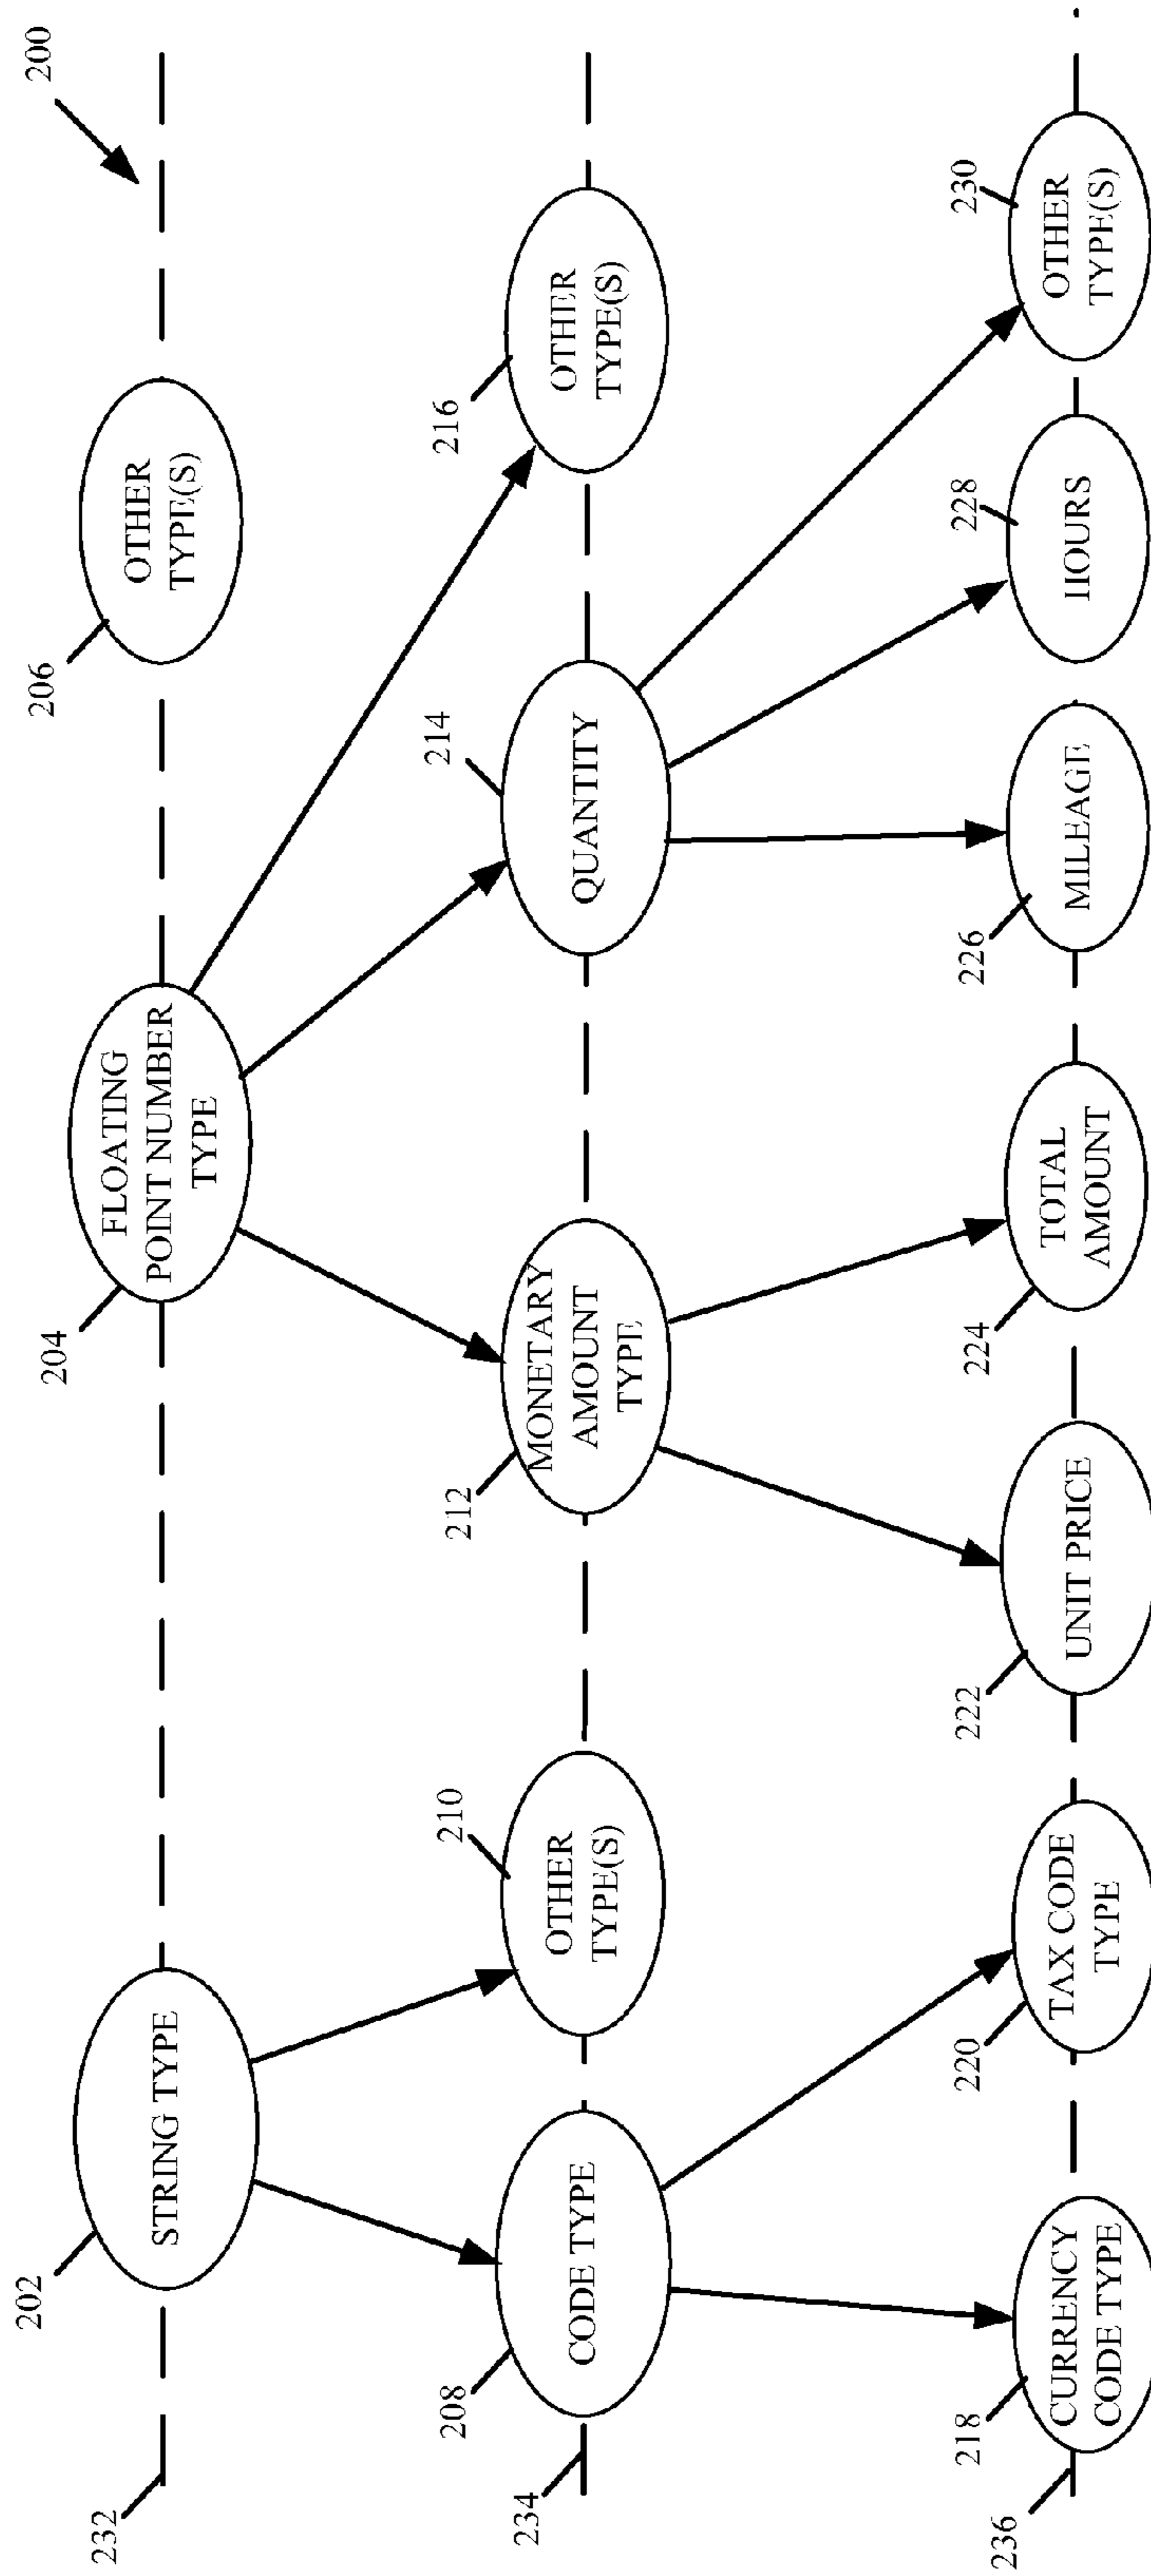 200
232
202
STRING TYPE
204
FLOATING
POINT NUMBER
TYPE
206
OTHER
TYPE(S)
234
208
CODE TYPE
210
OTHER
TYPE(S)
212
MONETARY
AMOUNT
TYPE
214
QUANTITY
216
OTHER
TYPE(S)
236
218
CURRENCY
CODE TYPE
220
TAX CODE
TYPE
222
UNIT PRICE
224
TOTAL
AMOUNT
226
MILEAGE
228
HOURS
230
OTHER
TYPE(S)